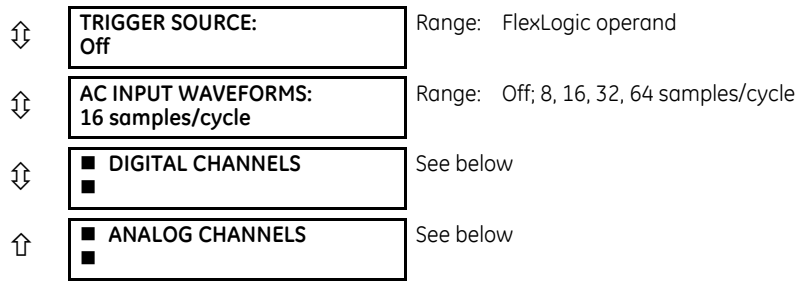 TRIGGER SOURCE:
Off
Range: FlexLogic operand
AC INPUT WAVEFORMS:
16 samples/cycle
Range: Off; 8, 16, 32, 64 samples/cycle
■ DIGITAL CHANNELS
■
See below
■ ANALOG CHANNELS
■
See below